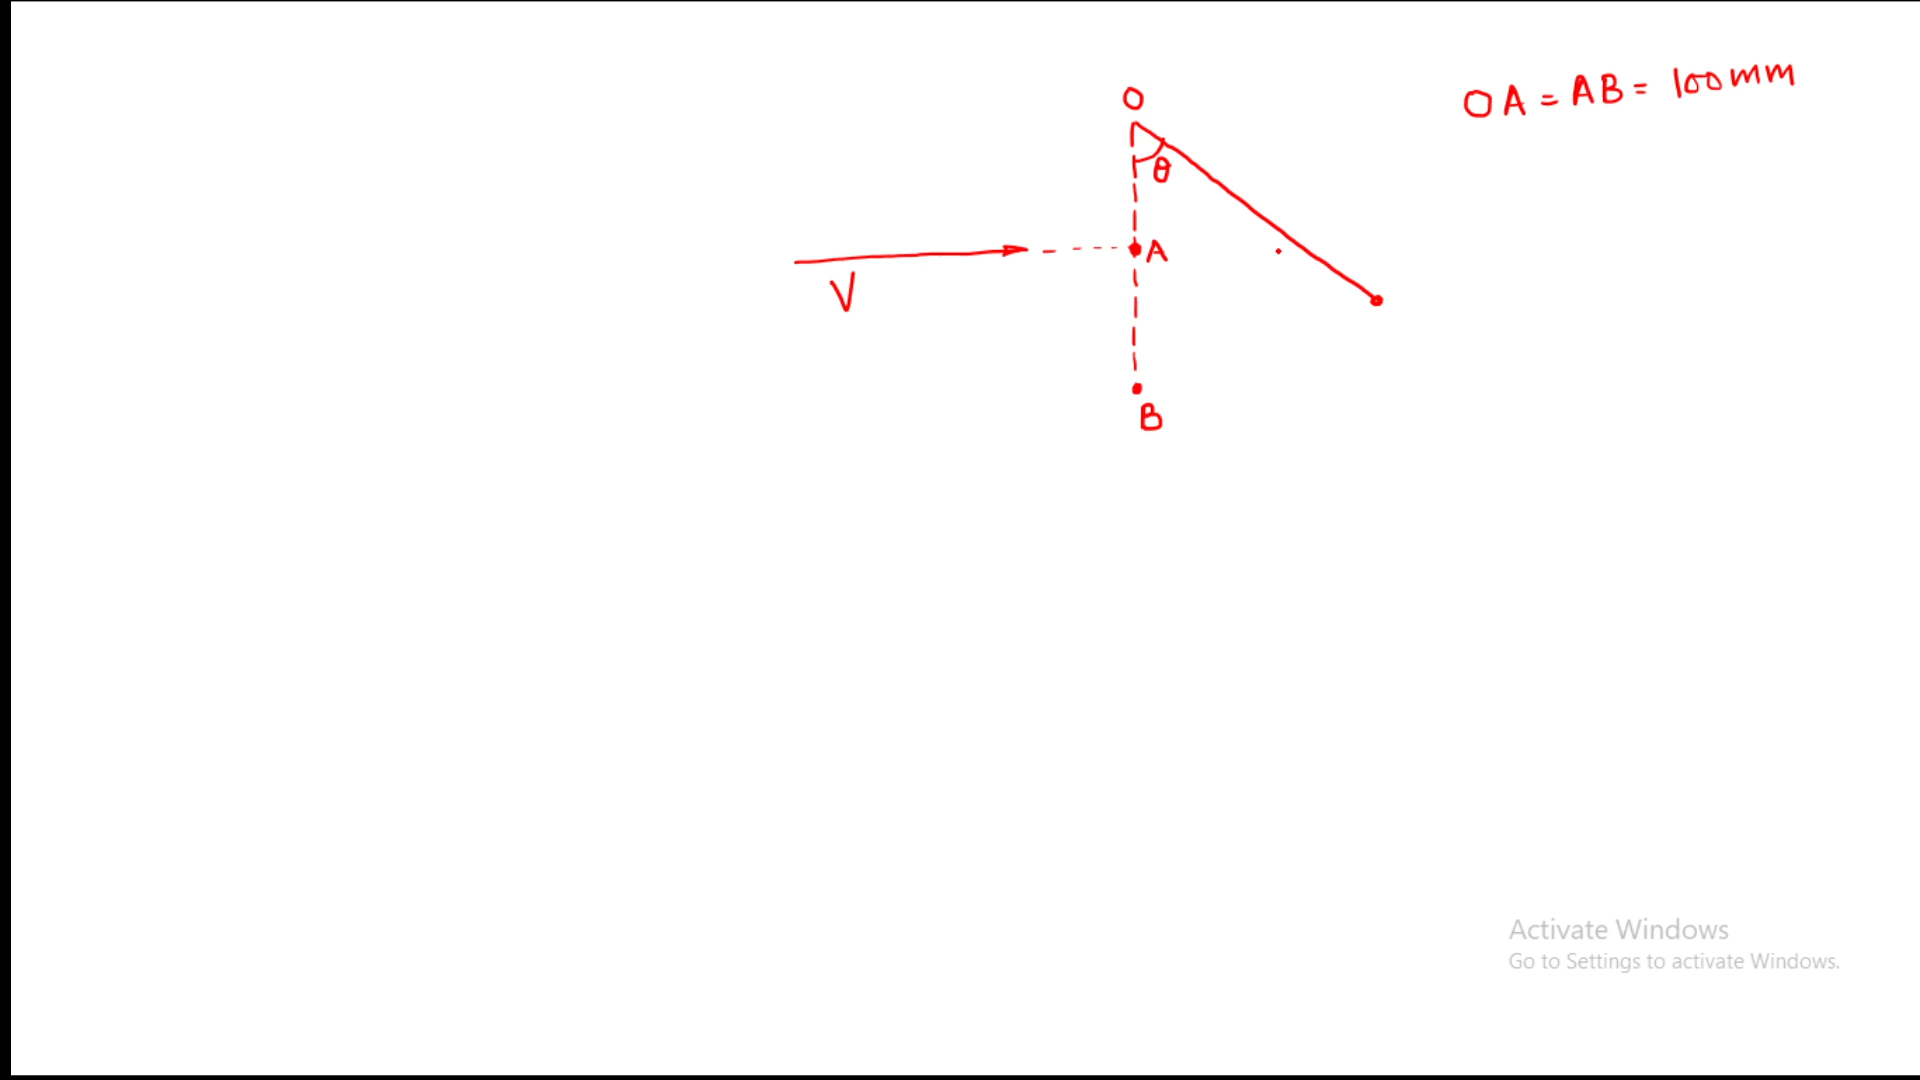 OA = AB = 100mm
O
θ
A
V
B
Activate Windows
Go to Settings to activate Windows.